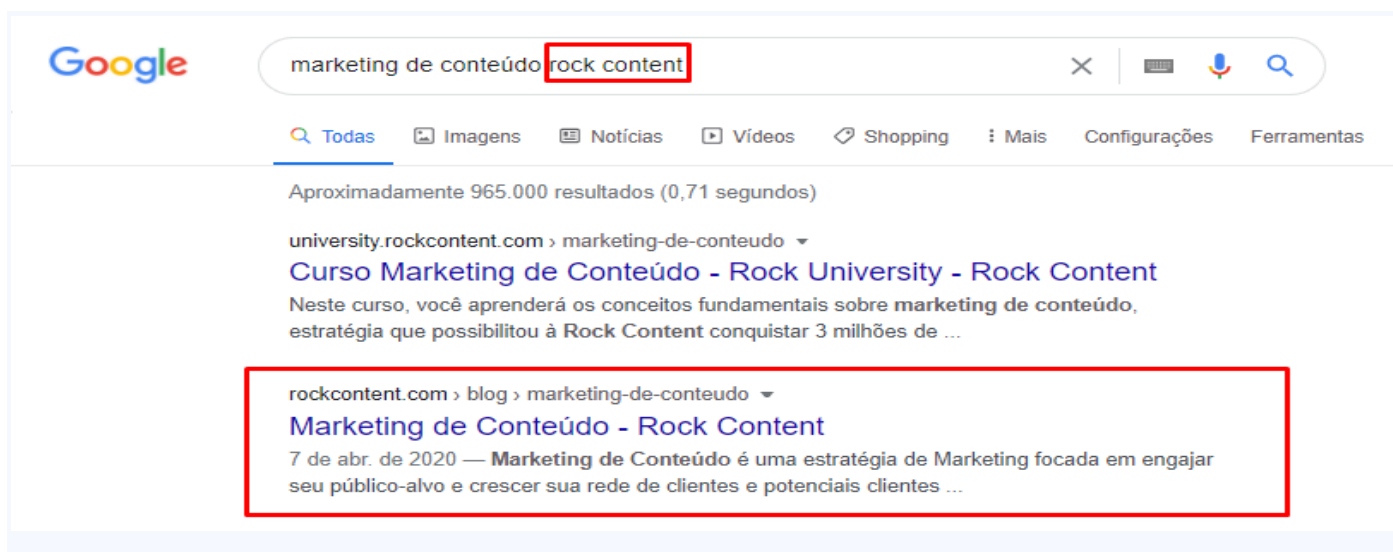 Google
marketing de conteúdo rock content
Todas Imagens Notícias Vídeos Shopping Mais Configurações Ferramentas
Aproximadamente 965.000 resultados (0,71 segundos)
university.rockcontent.com › marketing-de-conteudo
Curso Marketing de Conteúdo - Rock University - Rock Content
Neste curso, você aprenderá os conceitos fundamentais sobre marketing de conteúdo,
estratégia que possibilitou à Rock Content conquistar 3 milhões de ...
rockcontent.com › blog › marketing-de-conteudo
Marketing de Conteúdo - Rock Content
7 de abr. de 2020 — Marketing de Conteúdo é uma estratégia de Marketing focada em engajar
seu público-alvo e crescer sua rede de clientes e potenciais clientes ...